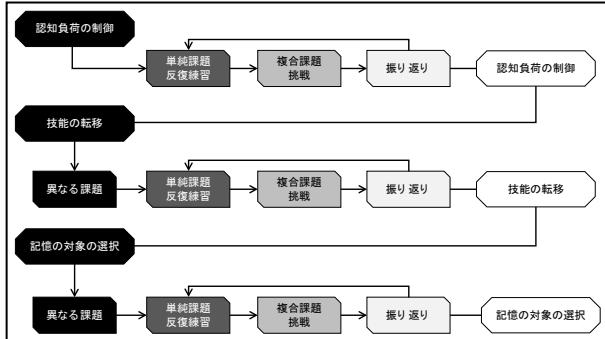 認知負荷の制御
単純課題
反復練習
複合課題
挑戦
振り返り
認知負荷の制御
技能の転移
異なる課題
単純課題
反復練習
複合課題
挑戦
振り返り
技能の転移
記憶の対象の選択
異なる課題
単純課題
反復練習
複合課題
挑戦
振り返り
記憶の対象の選択